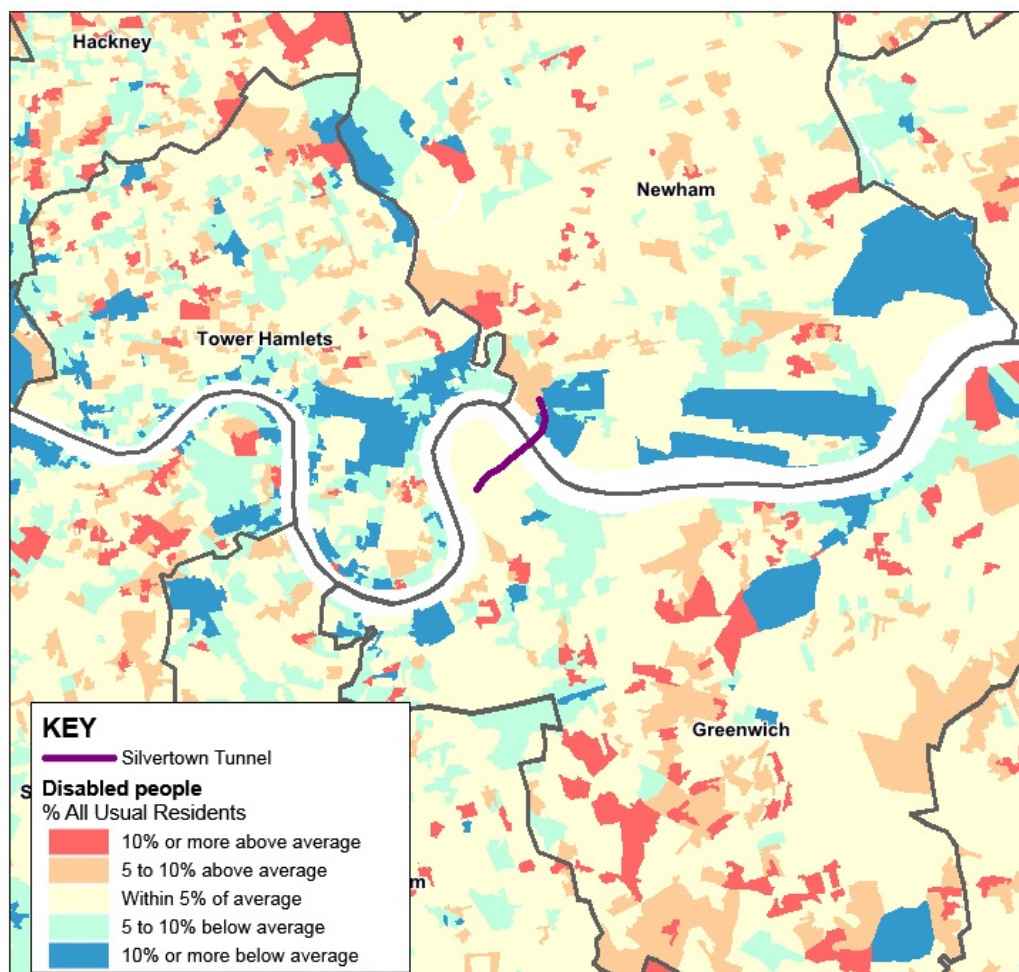 Hackney
Newham
Tower Hamlets
Greenwich
KEY
Silvertown Tunnel
S
Disabled people
% All Usual Residents
10% or more above average
5 to 10% above average
m
Within 5% of average
5 to 10% below average
10% or more below average